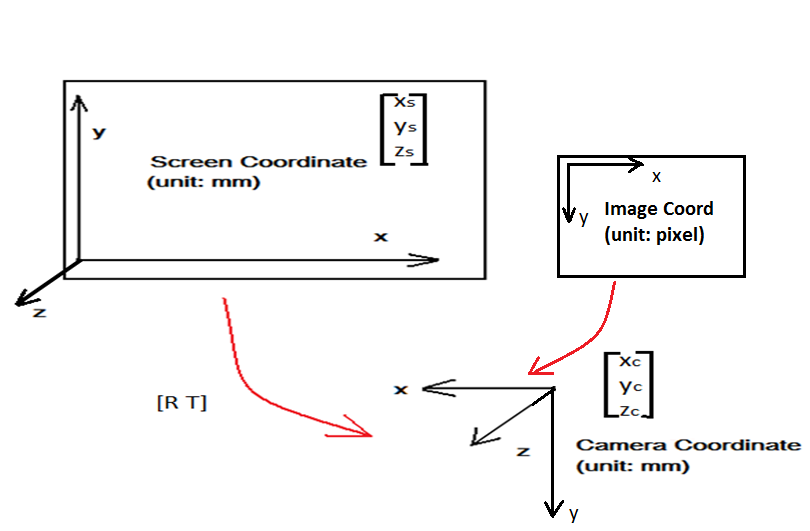 y
xs
ys
zs
Screen Coordinate
(unit: mm)
x
z
x
y
Image Coord
(unit: pixel)
[R T]
x
z
y
xc
yc
zc
Camera Coordinate
(unit: mm)